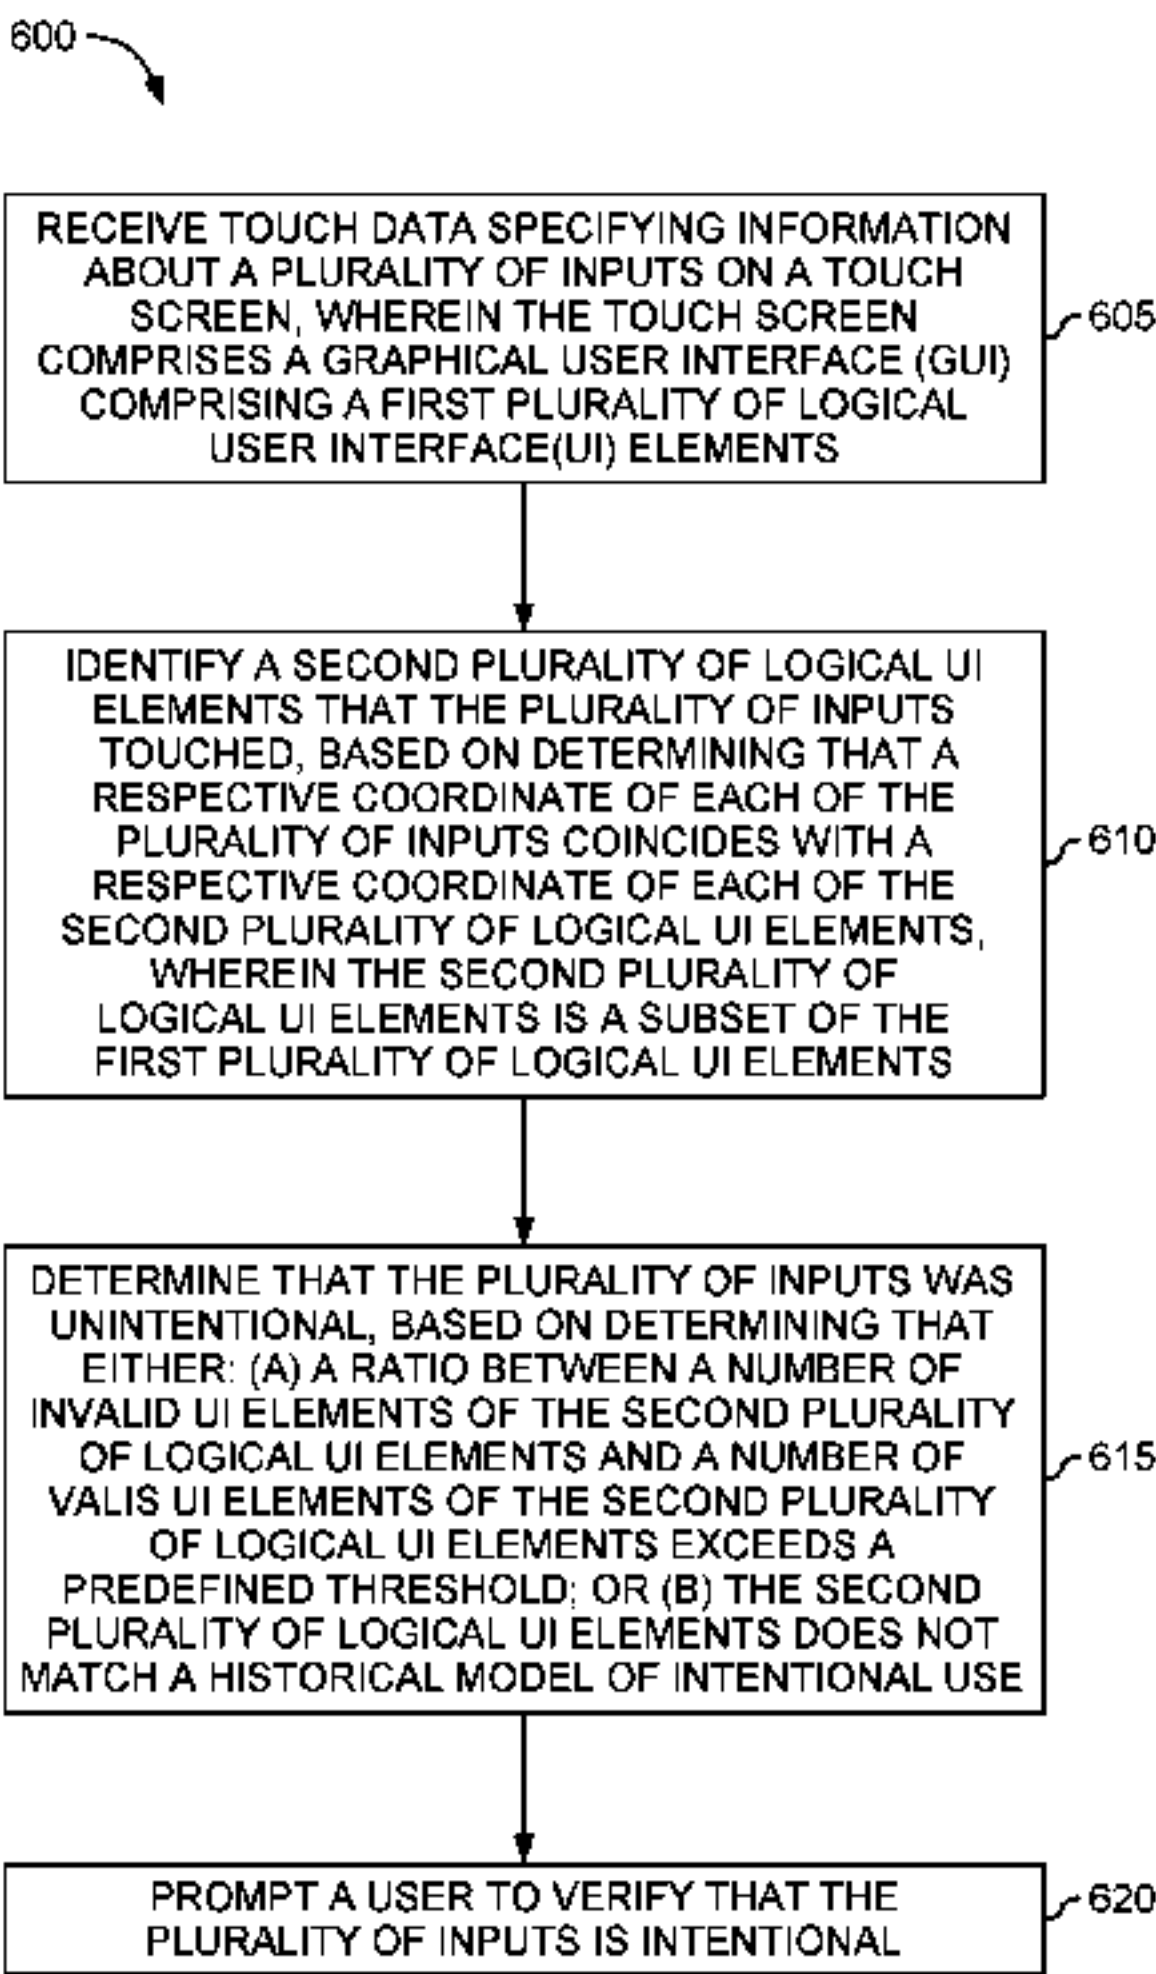 600
RECEIVE TOUCH DATA SPECIFYING INFORMATION
ABOUT A PLURALITY OF INPUTS ON A TOUCH
SCREEN, WHEREIN THE TOUCH SCREEN
COMPRISES A GRAPHICAL USER INTERFACE (GUI)
COMPRISING A FIRST PLURALITY OF LOGICAL
USER INTERFACE(UI) ELEMENTS
605
IDENTIFY A SECOND PLURALITY OF LOGICAL UI
ELEMENTS THAT THE PLURALITY OF INPUTS
TOUCHED, BASED ON DETERMINING THAT A
RESPECTIVE COORDINATE OF EACH OF THE
PLURALITY OF INPUTS COINCIDES WITH A
RESPECTIVE COORDINATE OF EACH OF THE
SECOND PLURALITY OF LOGICAL UI ELEMENTS,
WHEREIN THE SECOND PLURALITY OF
LOGICAL UI ELEMENTS IS A SUBSET OF THE
FIRST PLURALITY OF LOGICAL UI ELEMENTS
610
DETERMINE THAT THE PLURALITY OF INPUTS WAS
UNINTENTIONAL, BASED ON DETERMINING THAT
EITHER: (A) A RATIO BETWEEN A NUMBER OF
INVALID UI ELEMENTS OF THE SECOND PLURALITY
OF LOGICAL UI ELEMENTS AND A NUMBER OF
VALIS UI ELEMENTS OF THE SECOND PLURALITY
OF LOGICAL UI ELEMENTS EXCEEDS A
PREDEFINED THRESHOLD; OR (B) THE SECOND
PLURALITY OF LOGICAL UI ELEMENTS DOES NOT
MATCH A HISTORICAL MODEL OF INTENTIONAL USE
615
PROMPT A USER TO VERIFY THAT THE
PLURALITY OF INPUTS IS INTENTIONAL
620